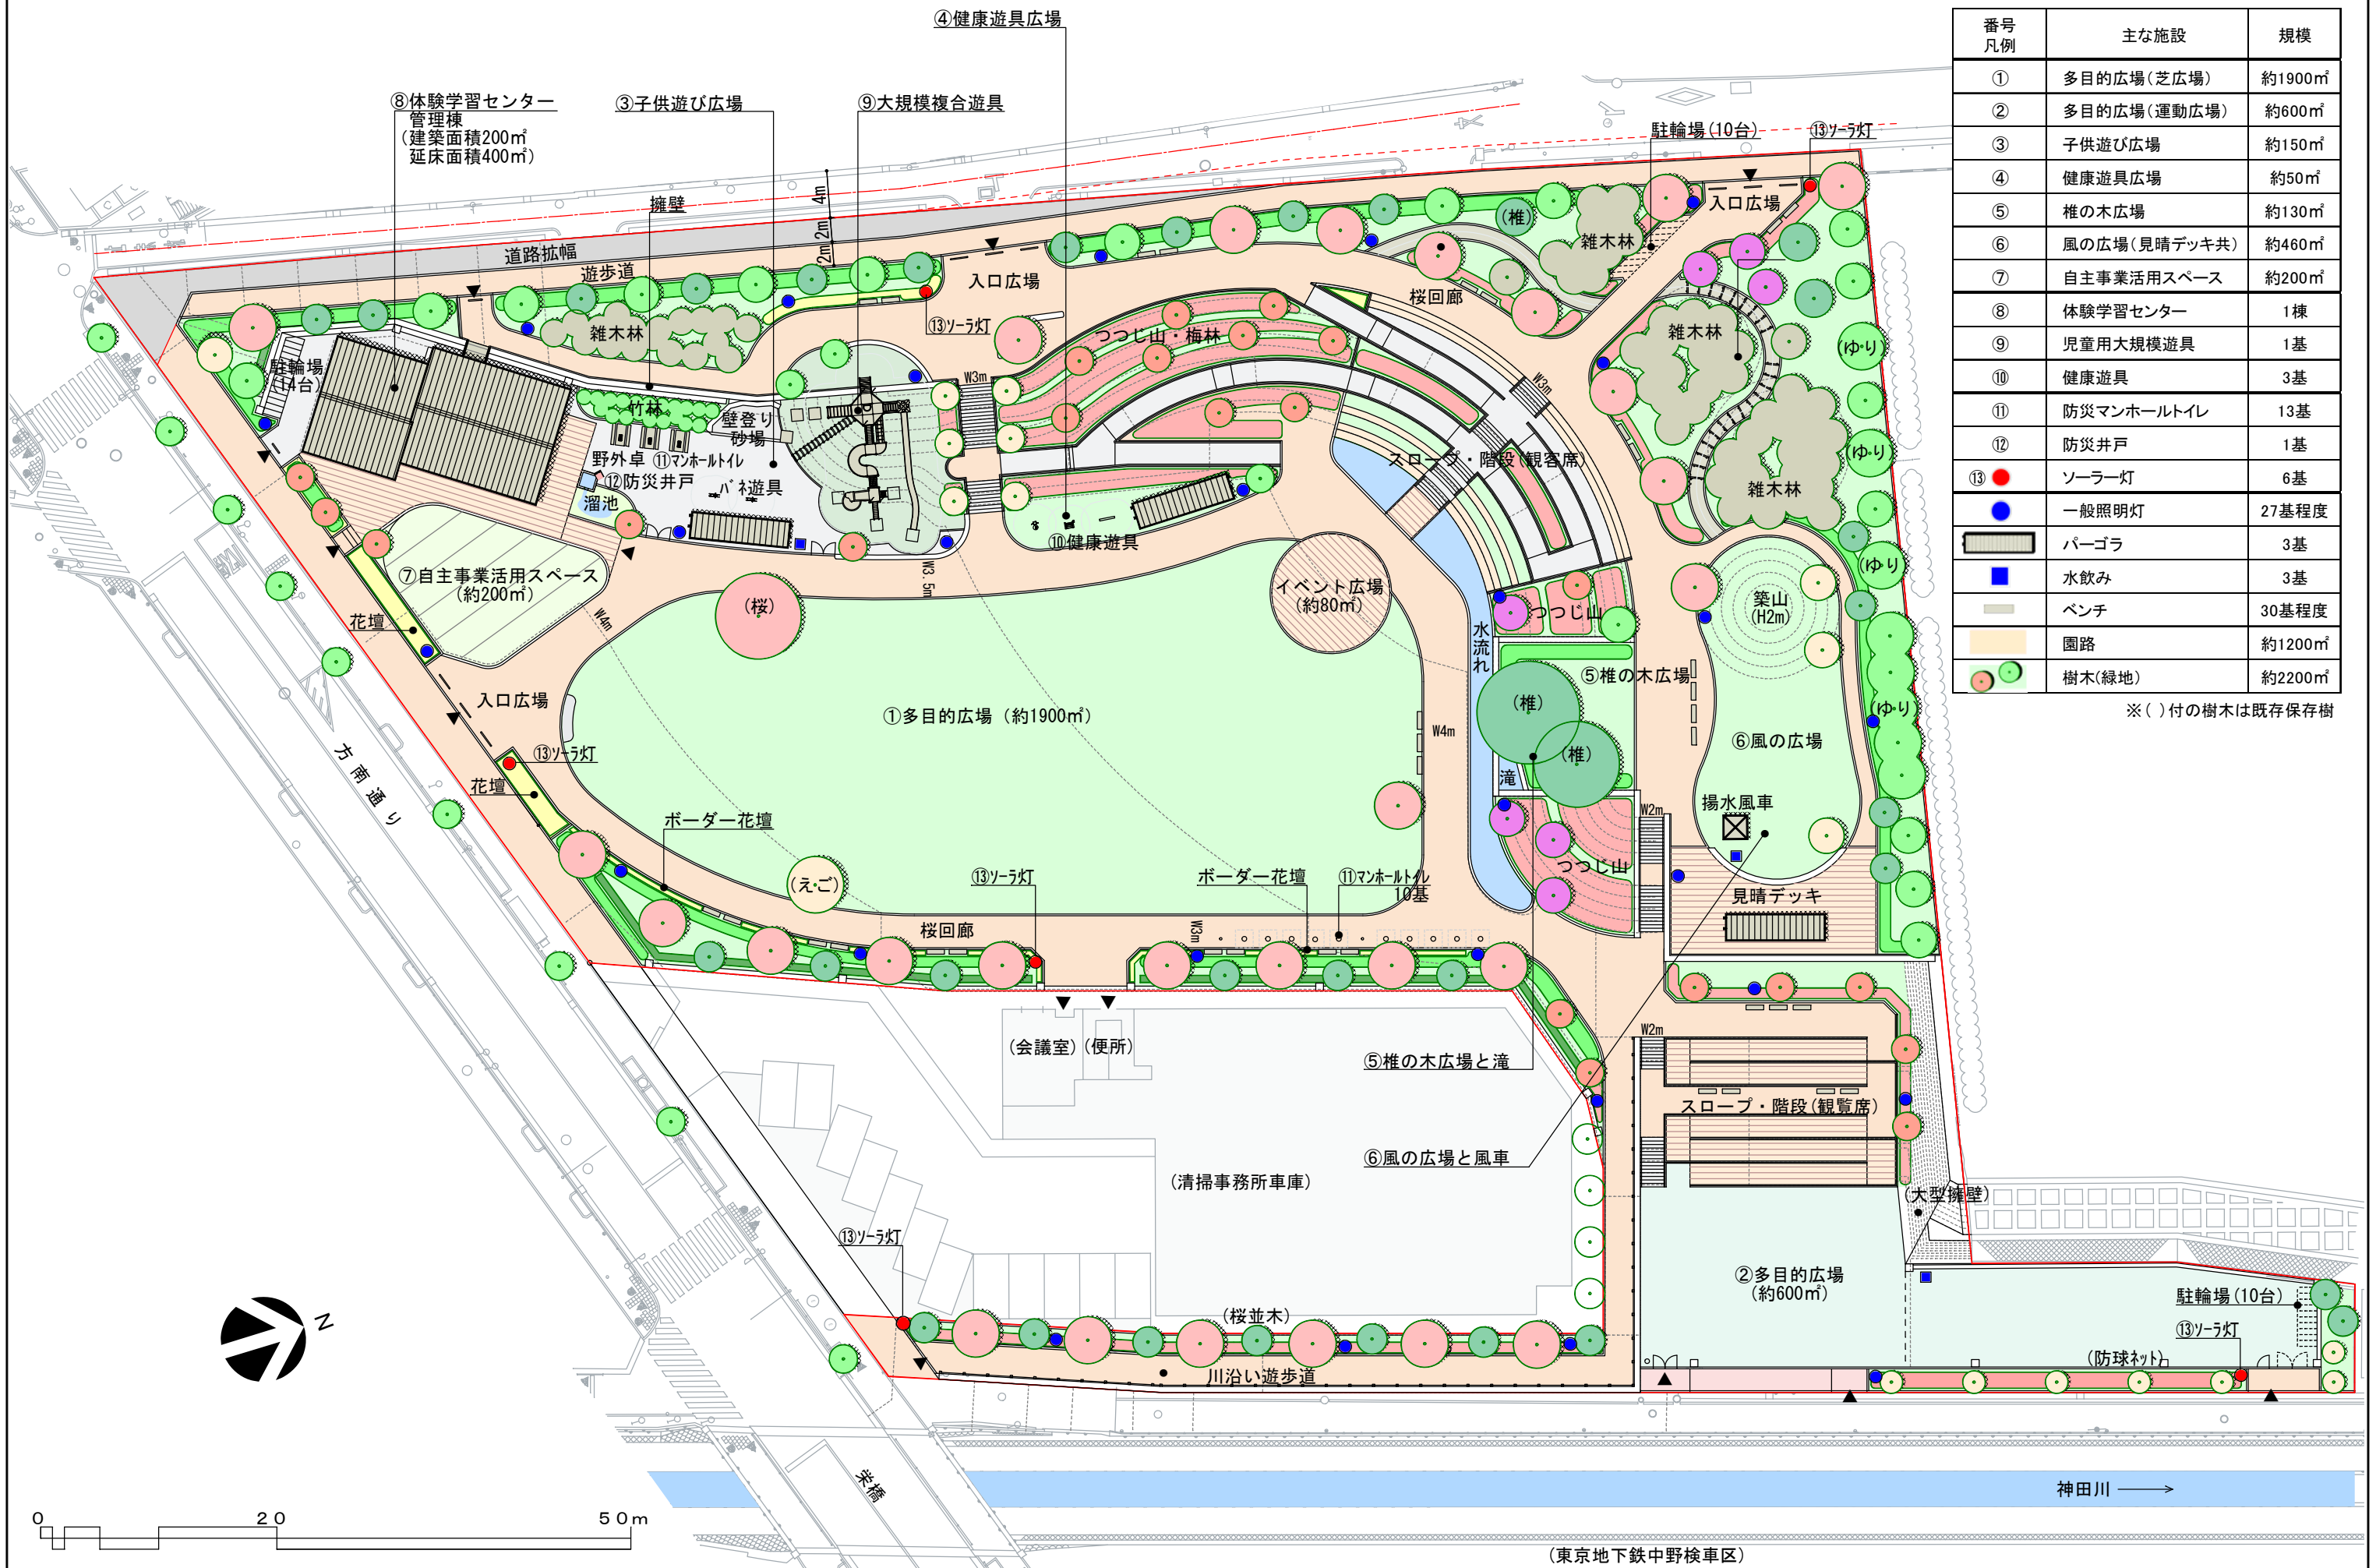 ④健康遊具広場
⑧体験学習センター
管理棟
(建築面積200㎡
延床面積400㎡)
③子供遊び広場
⑨大規模複合遊具
駐輪場(10台)
⑬ソーラ灯
擁壁
4m
2m
2m
道路拡幅
遊歩道
入口広場
雑木林
⑬ソーラ灯
入口広場
(椎)
雑木林
桜回廊
つつじ山・梅林
駐輪場
(14台)
竹林
壁登り
砂場
W3m
W3m
雑木林
(ゆり)
(ゆり)
雑木林
野外卓
⑪マンホールトイレ
⑫防災井戸
バネ遊具
溜池
スロープ・階段(観客席)
⑩健康遊具
⑦自主事業活用スペース
(約200㎡)
W3.5m
W4m
(桜)
イベント広場
(約80㎡)
つつじ山
築山
(H2m)
(ゆり)
花壇
水流れ
⑤椎の木広場
入口広場
①多目的広場(約1900㎡)
W4m
(椎)
(椎)
(ゆり)
⑥風の広場
方南通り
⑬ソーラ灯
花壇
滝
揚水風車
W2m
ボーダー花壇
(えご)
⑬ソーラ灯
ボーダー花壇
⑪マンホールトイレ
10基
つつじ山
見晴デッキ
桜回廊
W3m
(会議室)
(便所)
⑤椎の木広場と滝
W2m
スロープ・階段(観覧席)
⑥風の広場と風車
(清掃事務所車庫)
(大型擁壁)
⑬ソーラ灯
②多目的広場
(約600㎡)
駐輪場(10台)
⑬ソーラ灯
(桜並木)
(防球ネット)
川沿い遊歩道
N
栄橋
神田川
0 20 50m
(東京地下鉄中野検車区)
番号
凡例 主な施設 規模
① 多目的広場(芝広場) 約1900㎡
② 多目的広場(運動広場) 約600㎡
③ 子供遊び広場 約150㎡
④ 健康遊具広場 約50㎡
⑤ 椎の木広場 約130㎡
⑥ 風の広場(見晴デッキ共) 約460㎡
⑦ 自主事業活用スペース 約200㎡
⑧ 体験学習センター 1棟
⑨ 児童用大規模遊具 1基
⑩ 健康遊具 3基
⑪ 防災マンホールトイレ 13基
⑫ 防災井戸 1基
⑬ ソーラー灯 6基
一般照明灯 27基程度
パーゴラ 3基
水飲み 3基
ベンチ 30基程度
園路 約1200㎡
樹木(緑地) 約2200㎡
※( )付の樹木は既存保存樹